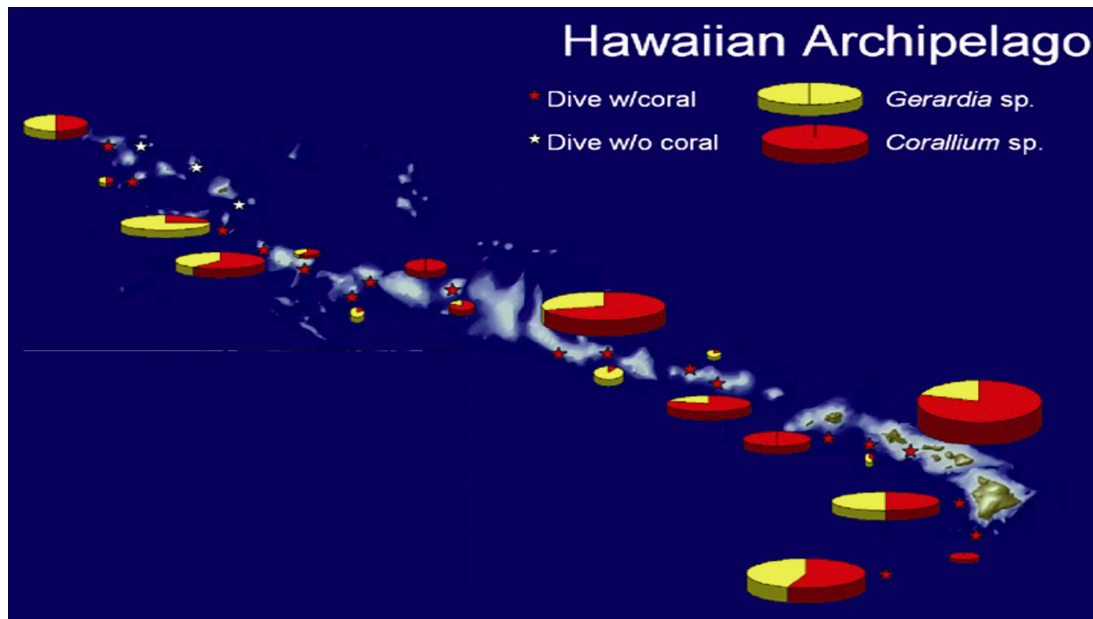 Hawaiian Archipelago
Dive w/coral
Gerardia sp.
Dive w/o coral
Corallium sp.